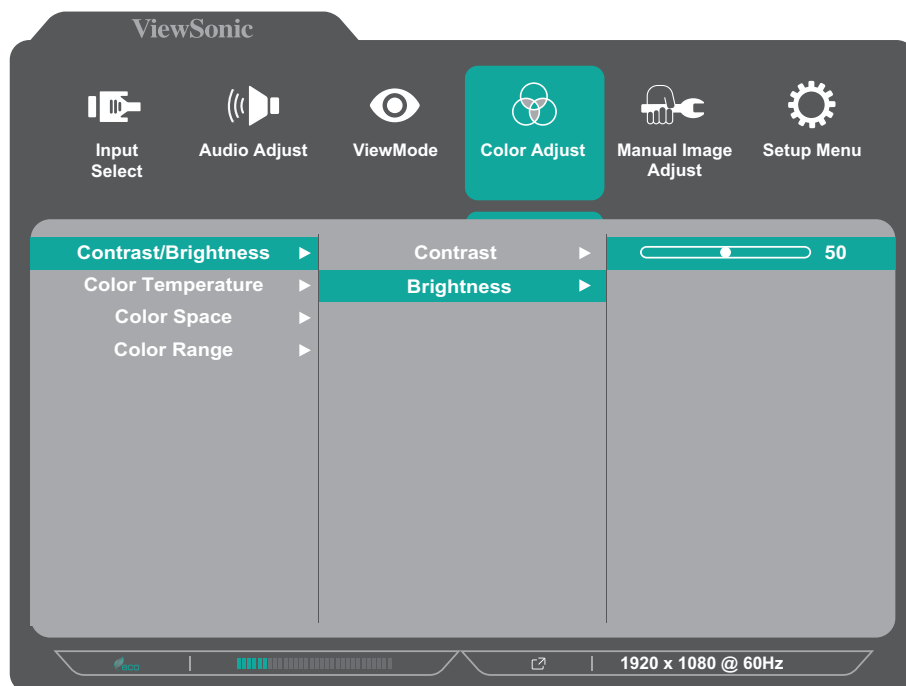 ViewSonic
Input Select
Audio Adjust
ViewMode
Color Adjust
Manual Image Adjust
Setup Menu
Contrast/Brightness
Contrast
50
Color Temperature
Brightness
Color Space
Color Range
eco
1920 x 1080 @ 60Hz